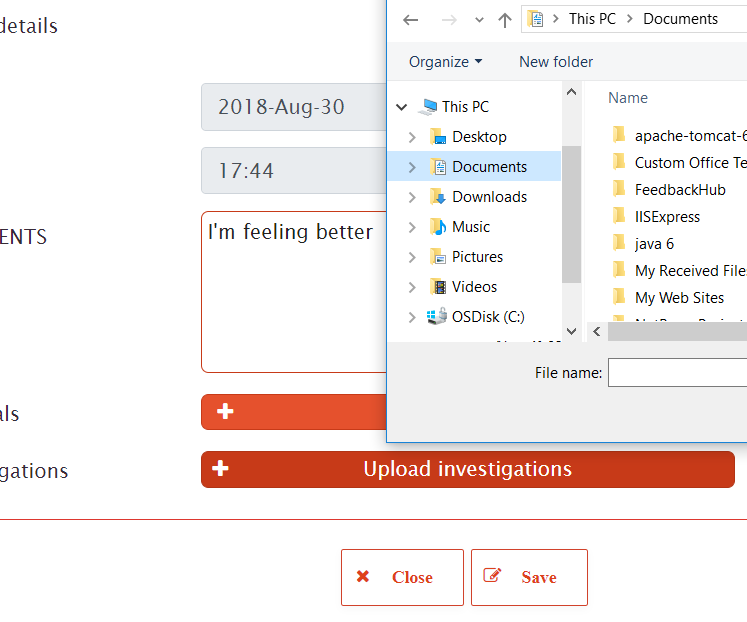 details
2018-Aug-30
17:44
ENTS
I'm feeling better
als
gations
Upload investigations
Close
Save
This PC
Documents
Organize
New folder
This PC
Desktop
Documents
Downloads
Music
Pictures
Videos
OSDisk (C:)
Name
apache-tomcat-6
Custom Office Te
FeedbackHub
IISExpress
java 6
My Received File
My Web Sites
File name: